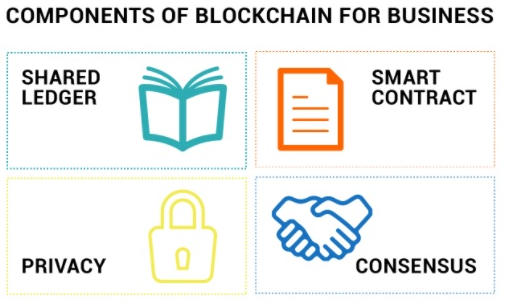 COMPONENTS OF BLOCKCHAIN FOR BUSINESS
SHARED
LEDGER
SMART
CONTRACT
PRIVACY
CONSENSUS